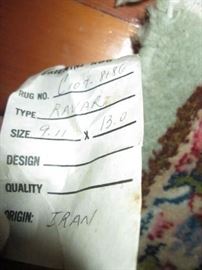 RUG NO.
TYPE RAVAR
SIZE 9.11 x 13.0
DESIGN
QUALITY
ORIGIN: IRAN